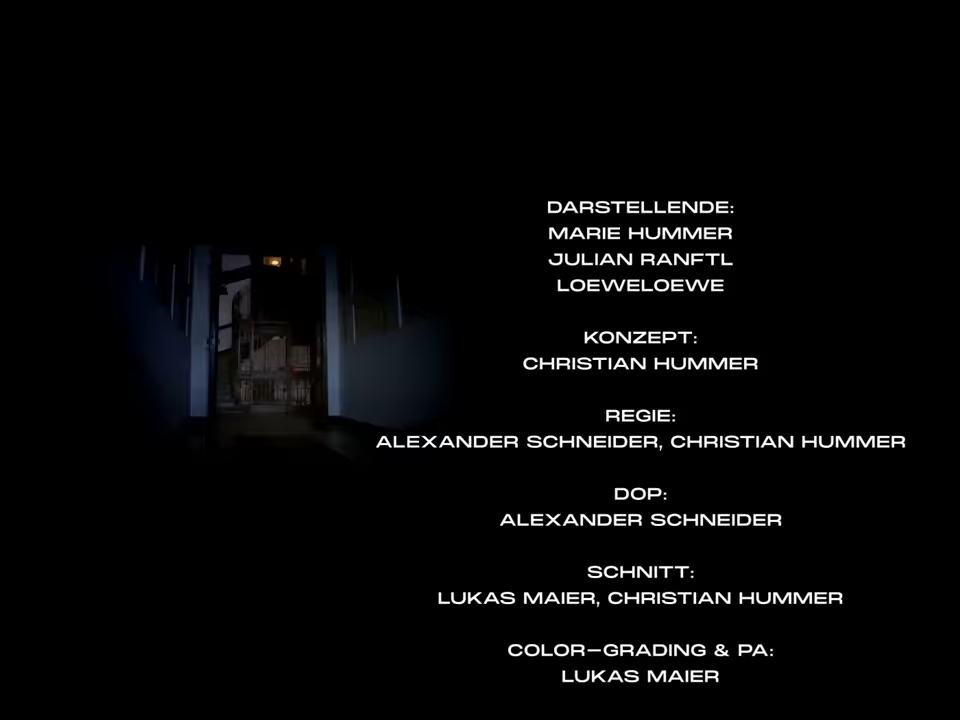 DARSTELLENDE:
MARIE HUMMER
JULIAN RANFTL
LOEWELOEWE
KONZEPT:
CHRISTIAN HUMMER
REGIE:
ALEXANDER SCHNEIDER, CHRISTIAN HUMMER
DOP:
ALEXANDER SCHNEIDER
SCHNITT:
LUKAS MAIER, CHRISTIAN HUMMER
COLOR-GRADING & PA:
LUKAS MAIER